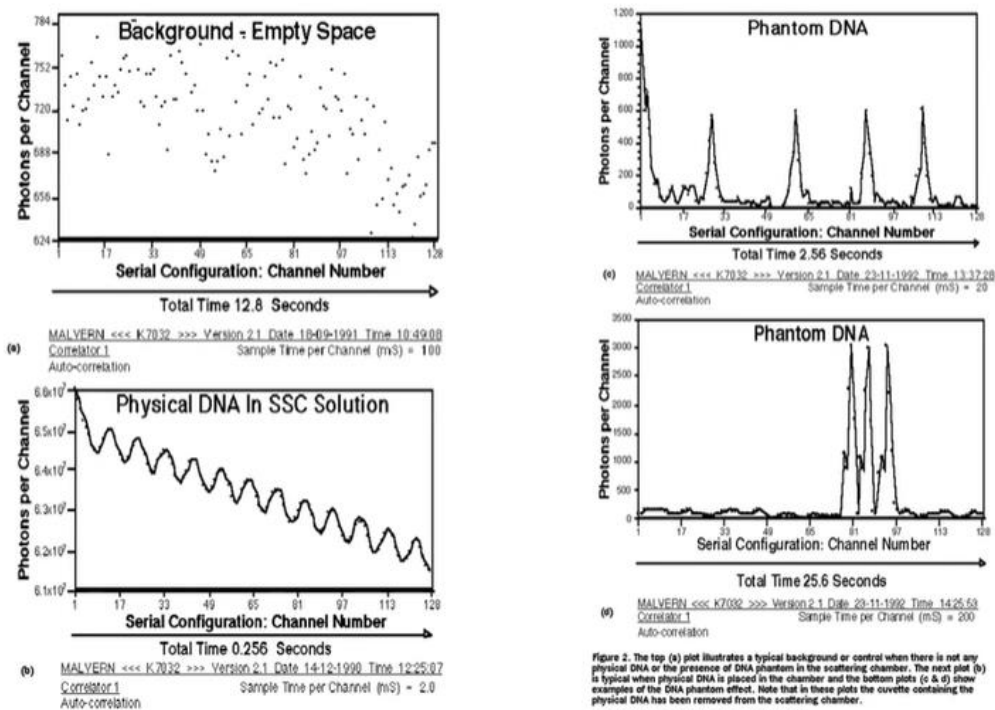 Background - Empty Space
Photons per Channel
784
752
720
688
656
624
1 17 33 49 65 81 97 113 128
Serial Configuration: Channel Number
Total Time 12.8 Seconds
(a)
MALVERN <<< K7032 >>> Version 2.1 Date 18-09-1991 Time 10:49:08
Correlator 1 Sample Time per Channel (mS) = 100
Auto-correlation
Physical DNA In SSC Solution
Photons per Channel
6.6x10⁷
6.5x10⁷
6.4x10⁷
6.3x10⁷
6.2x10⁷
6.1x10⁷
1 17 33 49 65 81 97 113 128
Serial Configuration: Channel Number
Total Time 0.256 Seconds
(b)
MALVERN <<< K7032 >>> Version 2.1 Date 14-12-1990 Time 12:25:07
Correlator 1 Sample Time per Channel (mS) = 2.0
Auto-correlation
Phantom DNA
Photons per Channel
1200
1000
800
600
400
200
0
1 17 33 49 65 81 97 113 128
Serial Configuration: Channel Number
Total Time 2.56 Seconds
(c)
MALVERN <<< K7032 >>> Version 2.1 Date 23-11-1992 Time 13:37:28
Correlator 1 Sample Time per Channel (mS) = 20
Auto-correlation
Phantom DNA
Photons per Channel
3500
3000
2500
2000
1500
1000
500
0
1 17 33 49 65 81 97 113 128
Serial Configuration: Channel Number
Total Time 25.6 Seconds
(d)
MALVERN <<< K7032 >>> Version 2.1 Date 23-11-1992 Time 14:25:53
Correlator 1 Sample Time per Channel (mS) = 200
Auto-correlation
Figure 2. The top (a) plot illustrates a typical background or control when there is not any
physical DNA or the presence of DNA phantom in the scattering chamber. The next plot (b)
is typical when physical DNA is placed in the chamber and the bottom plots (c & d) show
examples of the DNA phantom effect. Note that in these plots the cuvette containing the
physical DNA has been removed from the scattering chamber.